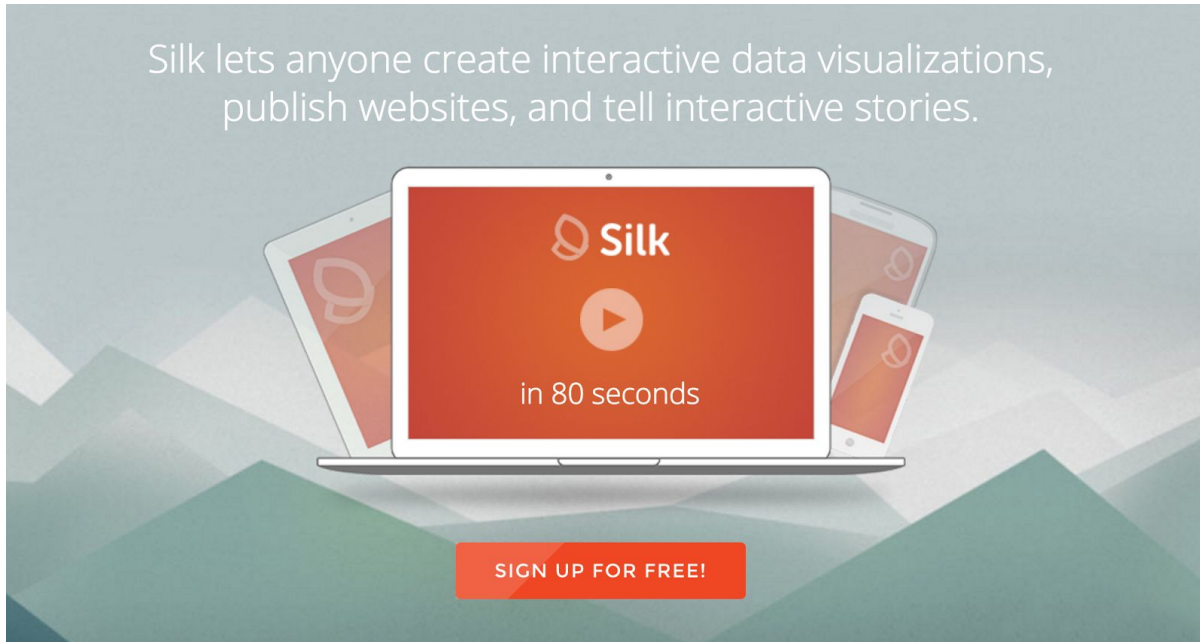 Silk lets anyone create interactive data visualizations,
publish websites, and tell interactive stories.
Silk
in 80 seconds
SIGN UP FOR FREE!